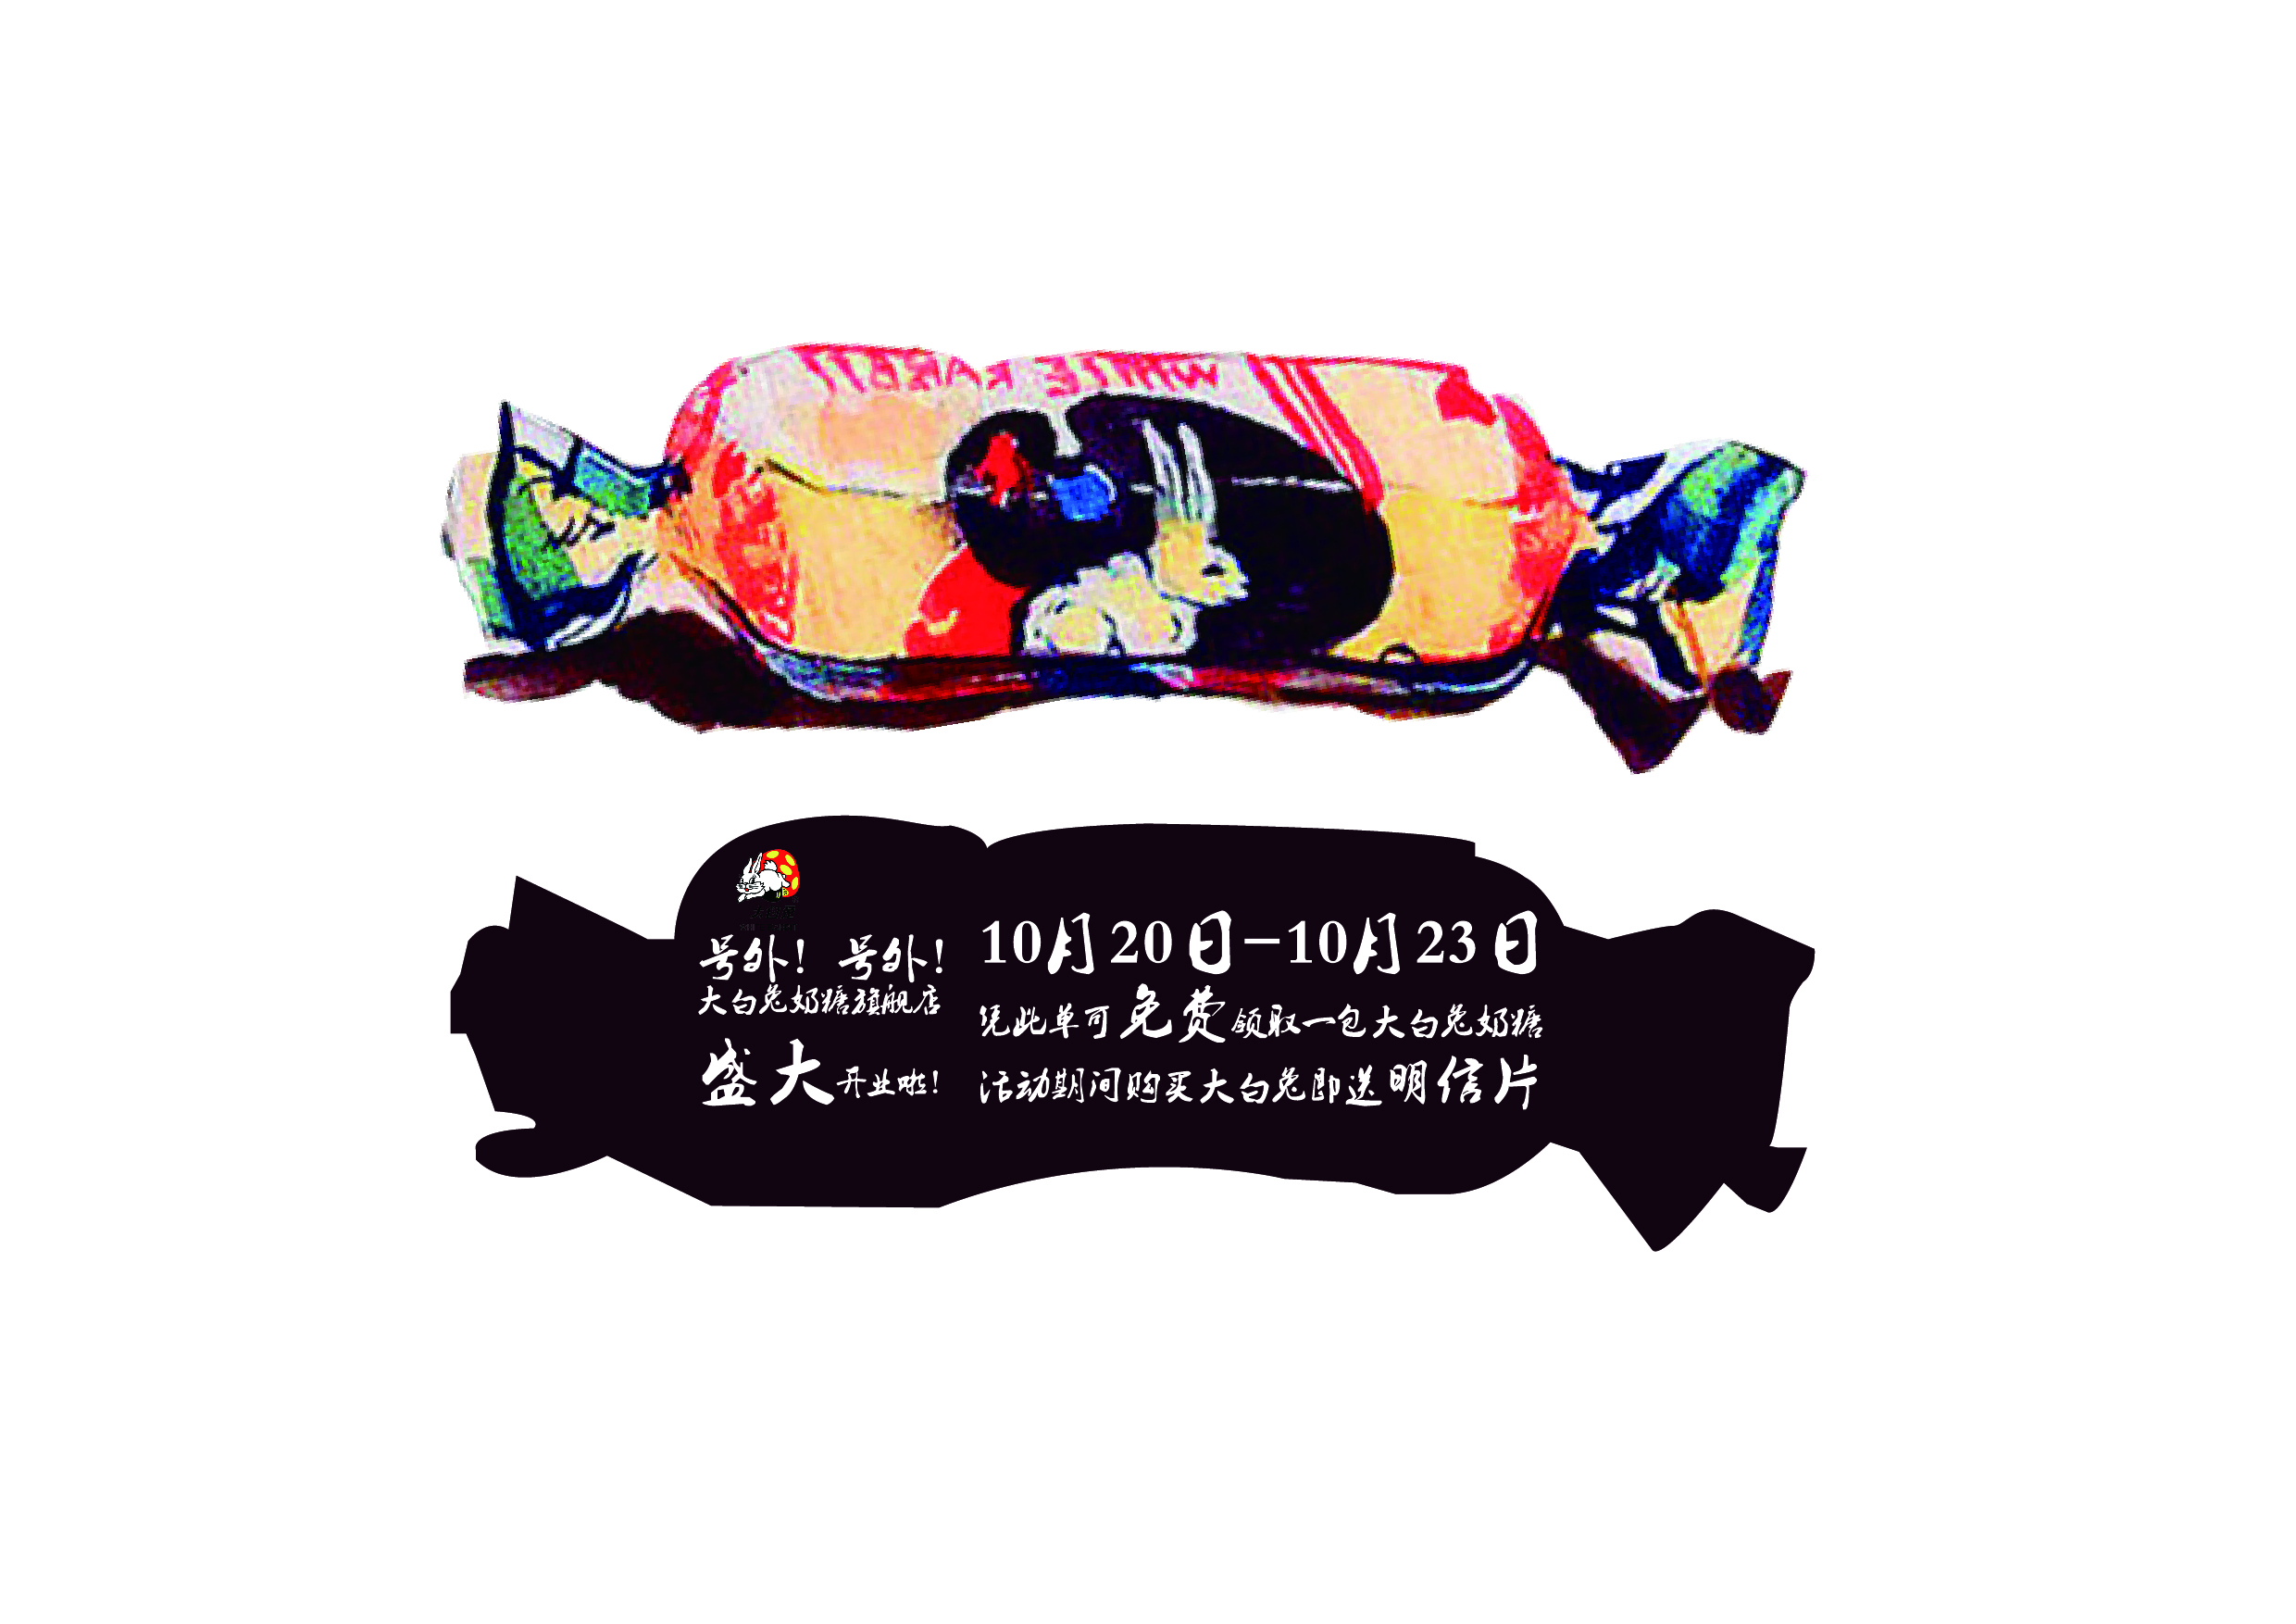 号外！号外！
大白兔奶糖旗舰店
盛大开业啦！
10月20日-10月23日
凭此单可免费领取一包大白兔奶糖
活动期间购买大白兔即送明信片